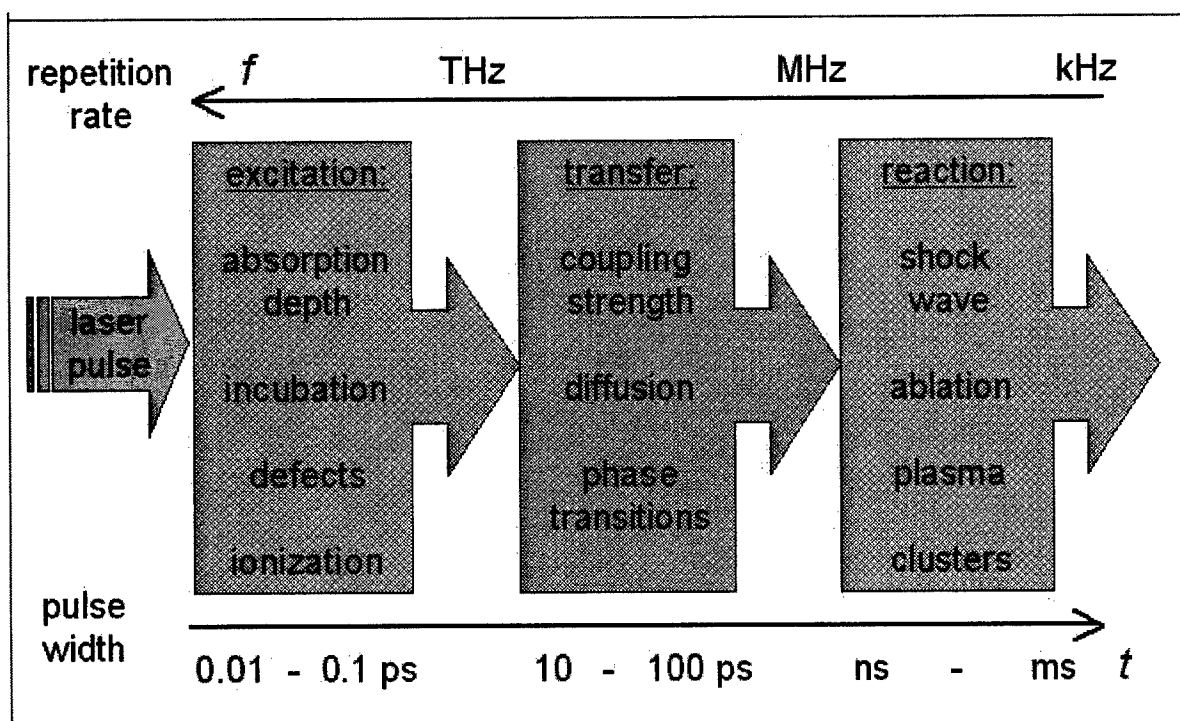 repetition rate
f THz MHz kHz
laser pulse
excitation:
absorption
depth
incubation
defects
ionization
transfer:
coupling
strength
diffusion
phase
transitions
reaction:
shock
wave
ablation
plasma
clusters
pulse
width
0.01 - 0.1 ps 10 - 100 ps ns - ms t